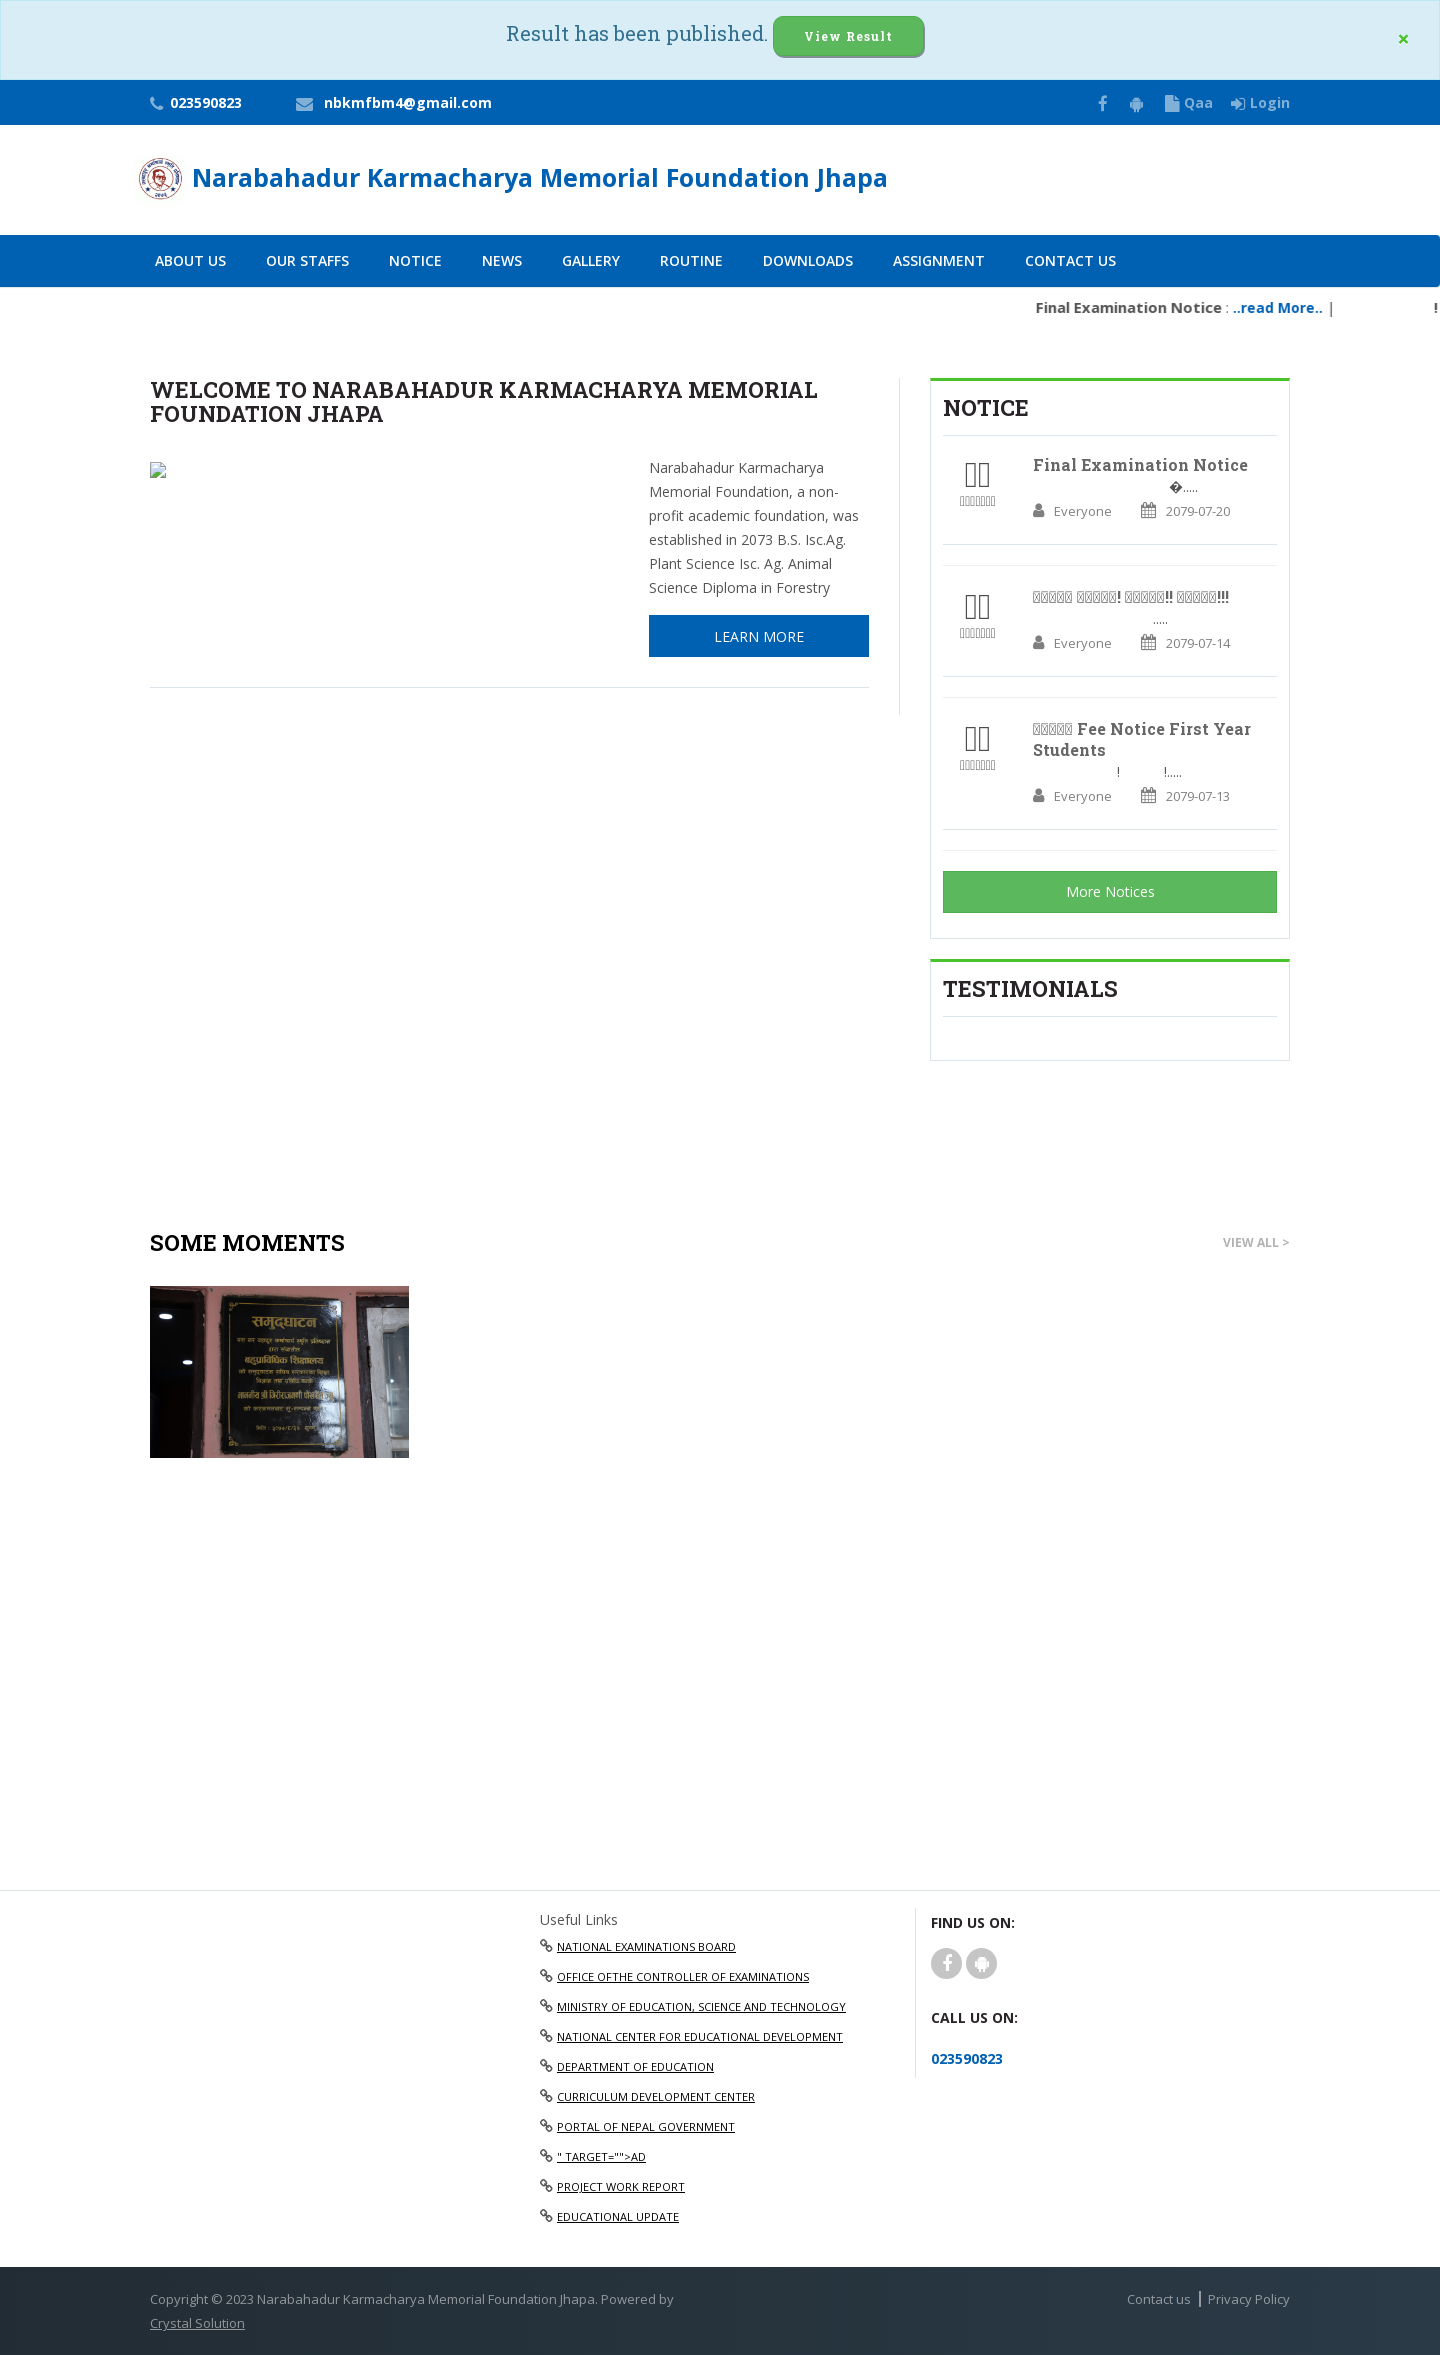 Result has been published. View Result ×
023590823 nbkmfbm4@gmail.com Qaa Login
Narabahadur Karmacharya Memorial Foundation Jhapa
ABOUT US OUR STAFFS NOTICE NEWS GALLERY ROUTINE DOWNLOADS ASSIGNMENT CONTACT US
Final Examination Notice : ..read More.. | !
WELCOME TO NARABAHADUR KARMACHARYA MEMORIAL
FOUNDATION JHAPA
Narabahadur Karmacharya
Memorial Foundation, a non-
profit academic foundation, was
established in 2073 B.S. Isc.Ag.
Plant Science Isc. Ag. Animal
Science Diploma in Forestry
LEARN MORE
NOTICE
Final Examination Notice
�.....
Everyone 2079-07-20
! !! !!!
.....
Everyone 2079-07-14
Fee Notice First Year
Students
! !.....
Everyone 2079-07-13
More Notices
TESTIMONIALS
SOME MOMENTS
VIEW ALL >
समुद्घाटन
बहुप्राविधिक शिक्षालय
Useful Links
NATIONAL EXAMINATIONS BOARD
OFFICE OFTHE CONTROLLER OF EXAMINATIONS
MINISTRY OF EDUCATION, SCIENCE AND TECHNOLOGY
NATIONAL CENTER FOR EDUCATIONAL DEVELOPMENT
DEPARTMENT OF EDUCATION
CURRICULUM DEVELOPMENT CENTER
PORTAL OF NEPAL GOVERNMENT
" TARGET="">AD
PROJECT WORK REPORT
EDUCATIONAL UPDATE
FIND US ON:
CALL US ON:
023590823
Copyright © 2023 Narabahadur Karmacharya Memorial Foundation Jhapa. Powered by
Crystal Solution
Contact us | Privacy Policy